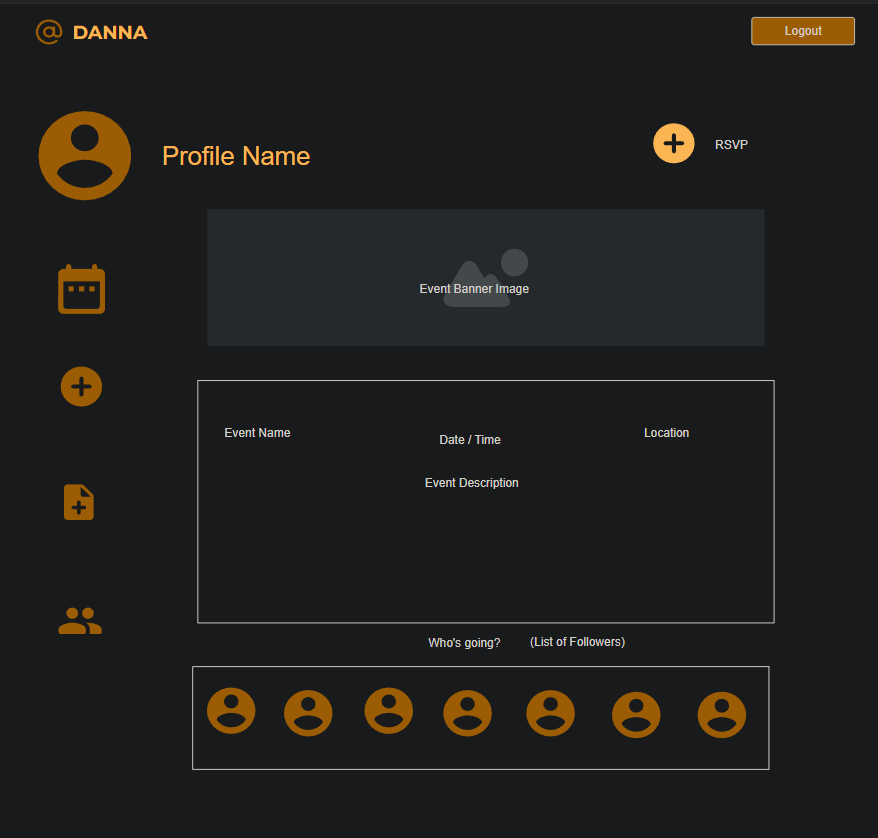 @ DANNA
Logout
Profile Name
RSVP
Event Banner Image
Event Name
Date / Time
Location
Event Description
Who's going? (List of Followers)